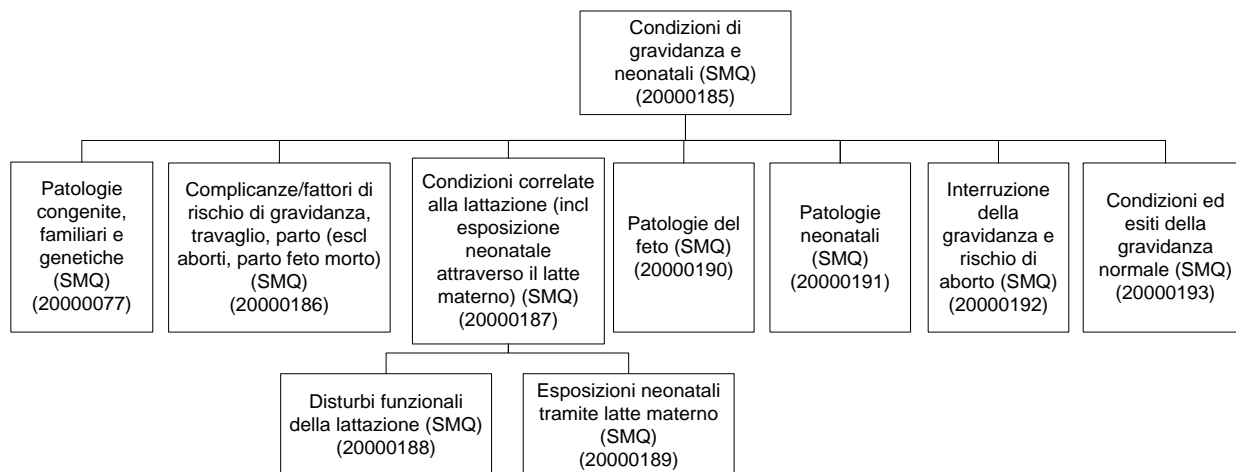 Condizioni di
gravidanza e
neonatali (SMQ)
(20000185)
Patologie
congenite,
familiari e
genetiche
(SMQ)
(20000077)
Complicanze/fattori di
rischio di gravidanza,
travaglio, parto (escl
aborti, parto feto morto)
(SMQ)
(20000186)
Condizioni correlate
alla lattazione (incl
esposizione
neonatale
attraverso il latte
materno) (SMQ)
(20000187)
Patologie del
feto (SMQ)
(20000190)
Patologie
neonatali
(SMQ)
(20000191)
Interruzione
della
gravidanza e
rischio di
aborto (SMQ)
(20000192)
Condizioni ed
esiti della
gravidanza
normale (SMQ)
(20000193)
Disturbi funzionali
della lattazione (SMQ)
(20000188)
Esposizioni neonatali
tramite latte materno
(SMQ)
(20000189)